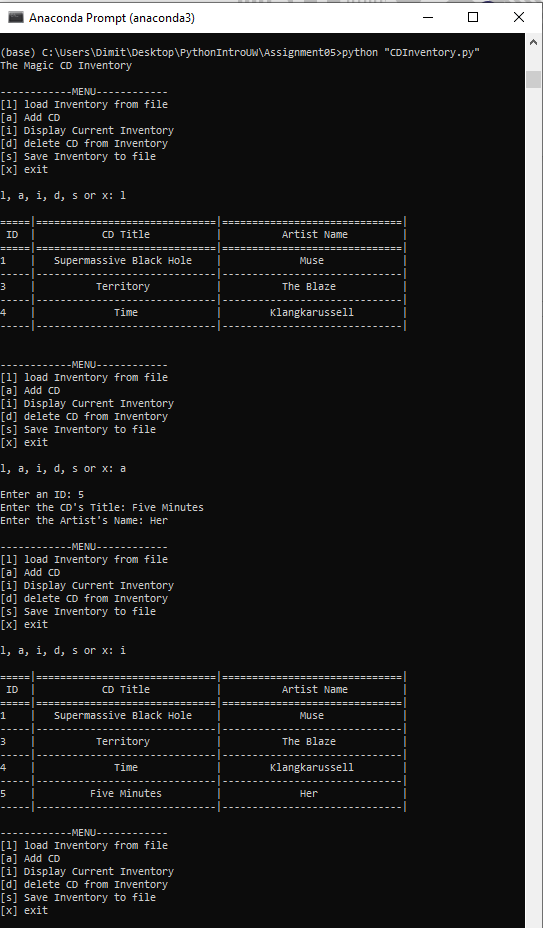 Anaconda Prompt (anaconda3)
(base) C:\Users\Dimit\Desktop\PythonIntroUW\Assignment05>python "CDInventory.py"
The Magic CD Inventory
------------MENU------------
[l] load Inventory from file
[a] Add CD
[i] Display Current Inventory
[d] delete CD from Inventory
[s] Save Inventory to file
[x] exit
l, a, i, d, s or x: l
=====|==============================|==============================|
ID | CD Title | Artist Name |
=====|==============================|==============================|
1 | Supermassive Black Hole | Muse |
-----|------------------------------|------------------------------|
3 | Territory | The Blaze |
-----|------------------------------|------------------------------|
4 | Time | Klangkarussell |
-----|------------------------------|------------------------------|
------------MENU------------
[l] load Inventory from file
[a] Add CD
[i] Display Current Inventory
[d] delete CD from Inventory
[s] Save Inventory to file
[x] exit
l, a, i, d, s or x: a
Enter an ID: 5
Enter the CD's Title: Five Minutes
Enter the Artist's Name: Her
------------MENU------------
[l] load Inventory from file
[a] Add CD
[i] Display Current Inventory
[d] delete CD from Inventory
[s] Save Inventory to file
[x] exit
l, a, i, d, s or x: i
=====|==============================|==============================|
ID | CD Title | Artist Name |
=====|==============================|==============================|
1 | Supermassive Black Hole | Muse |
-----|------------------------------|------------------------------|
3 | Territory | The Blaze |
-----|------------------------------|------------------------------|
4 | Time | Klangkarussell |
-----|------------------------------|------------------------------|
5 | Five Minutes | Her |
-----|------------------------------|------------------------------|
------------MENU------------
[l] load Inventory from file
[a] Add CD
[i] Display Current Inventory
[d] delete CD from Inventory
[s] Save Inventory to file
[x] exit